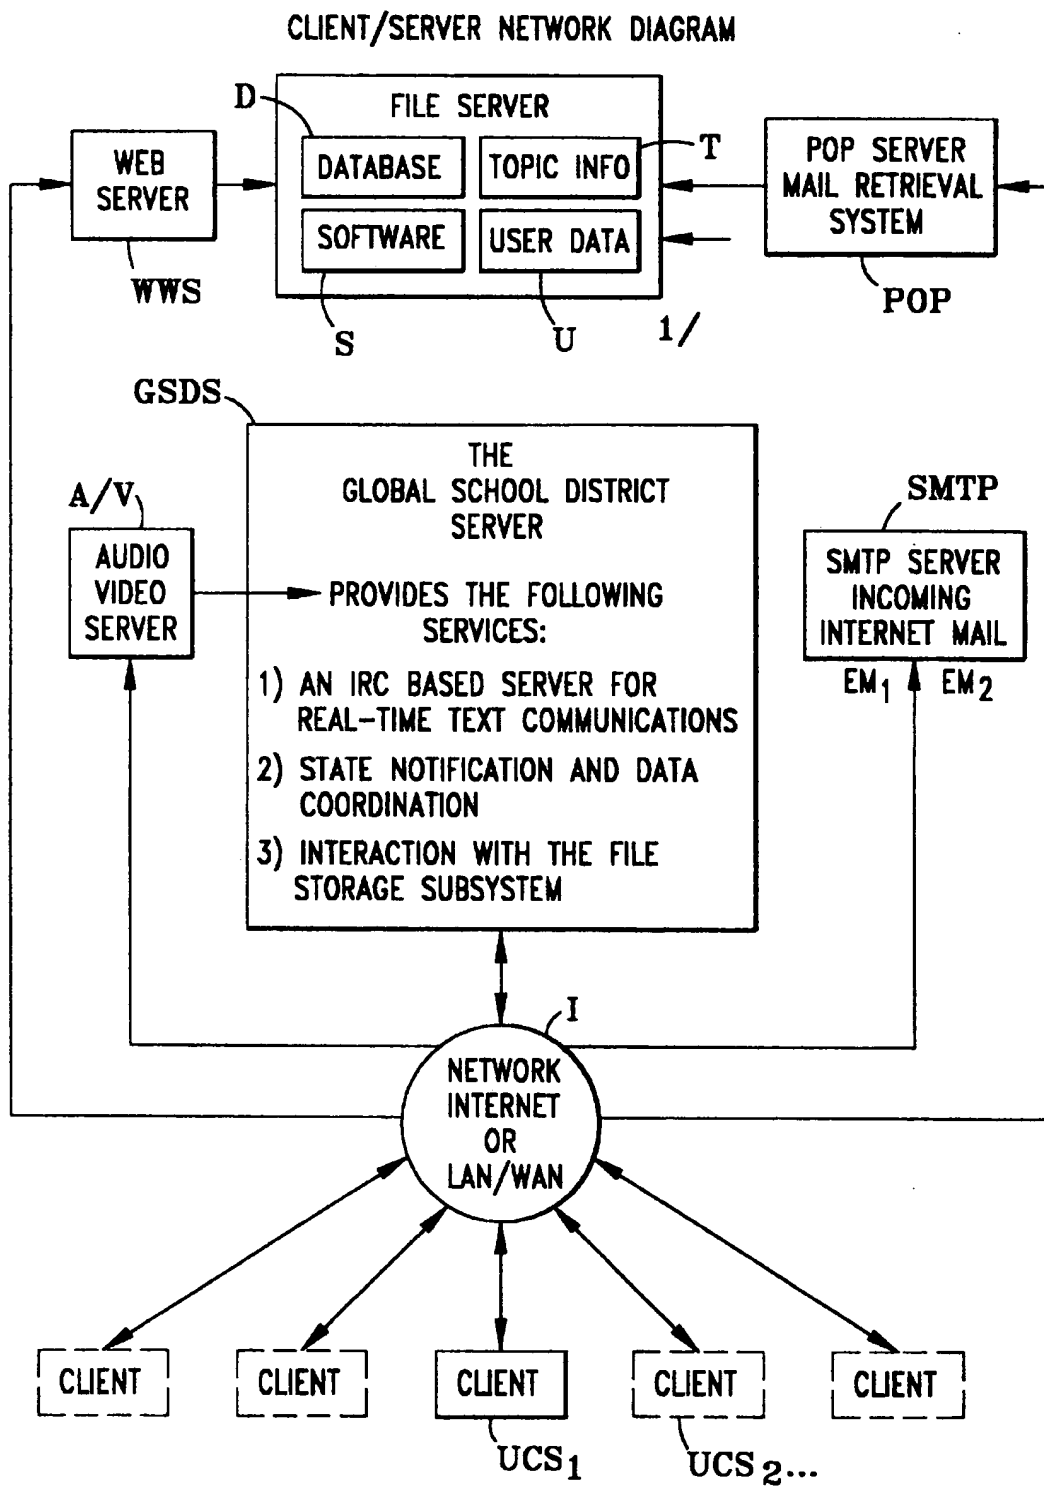 CLIENT/SERVER NETWORK DIAGRAM
D
FILE SERVER
DATABASE
TOPIC INFO
SOFTWARE
USER DATA
T
S
U
1/
WEB
SERVER
WWS
POP SERVER
MAIL RETRIEVAL
SYSTEM
POP
GSDS
THE
GLOBAL SCHOOL DISTRICT
SERVER
PROVIDES THE FOLLOWING
SERVICES:
1) AN IRC BASED SERVER FOR
REAL-TIME TEXT COMMUNICATIONS
2) STATE NOTIFICATION AND DATA
COORDINATION
3) INTERACTION WITH THE FILE
STORAGE SUBSYSTEM
A/V
AUDIO
VIDEO
SERVER
SMTP
SMTP SERVER
INCOMING
INTERNET MAIL
EM1 EM2
I
NETWORK
INTERNET
OR
LAN/WAN
CLIENT
CLIENT
CLIENT
CLIENT
CLIENT
UCS1
UCS2...